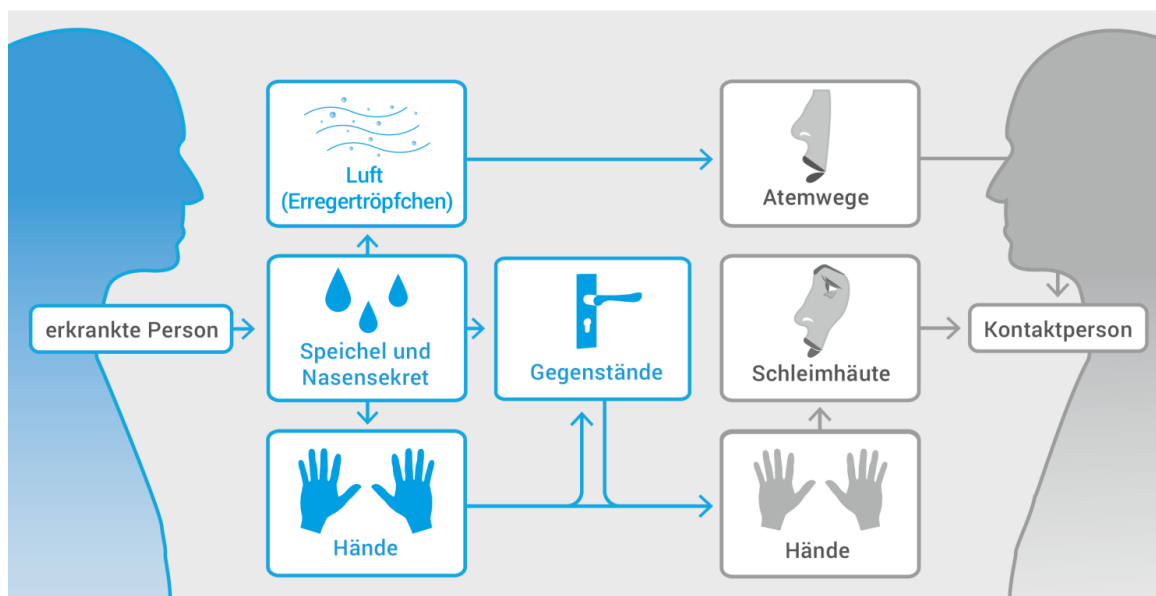 Luft
(Erregertröpfchen)
Atemwege
erkrankte Person
Speichel und
Nasensekret
Gegenstände
Schleimhäute
Kontaktperson
Hände
Hände